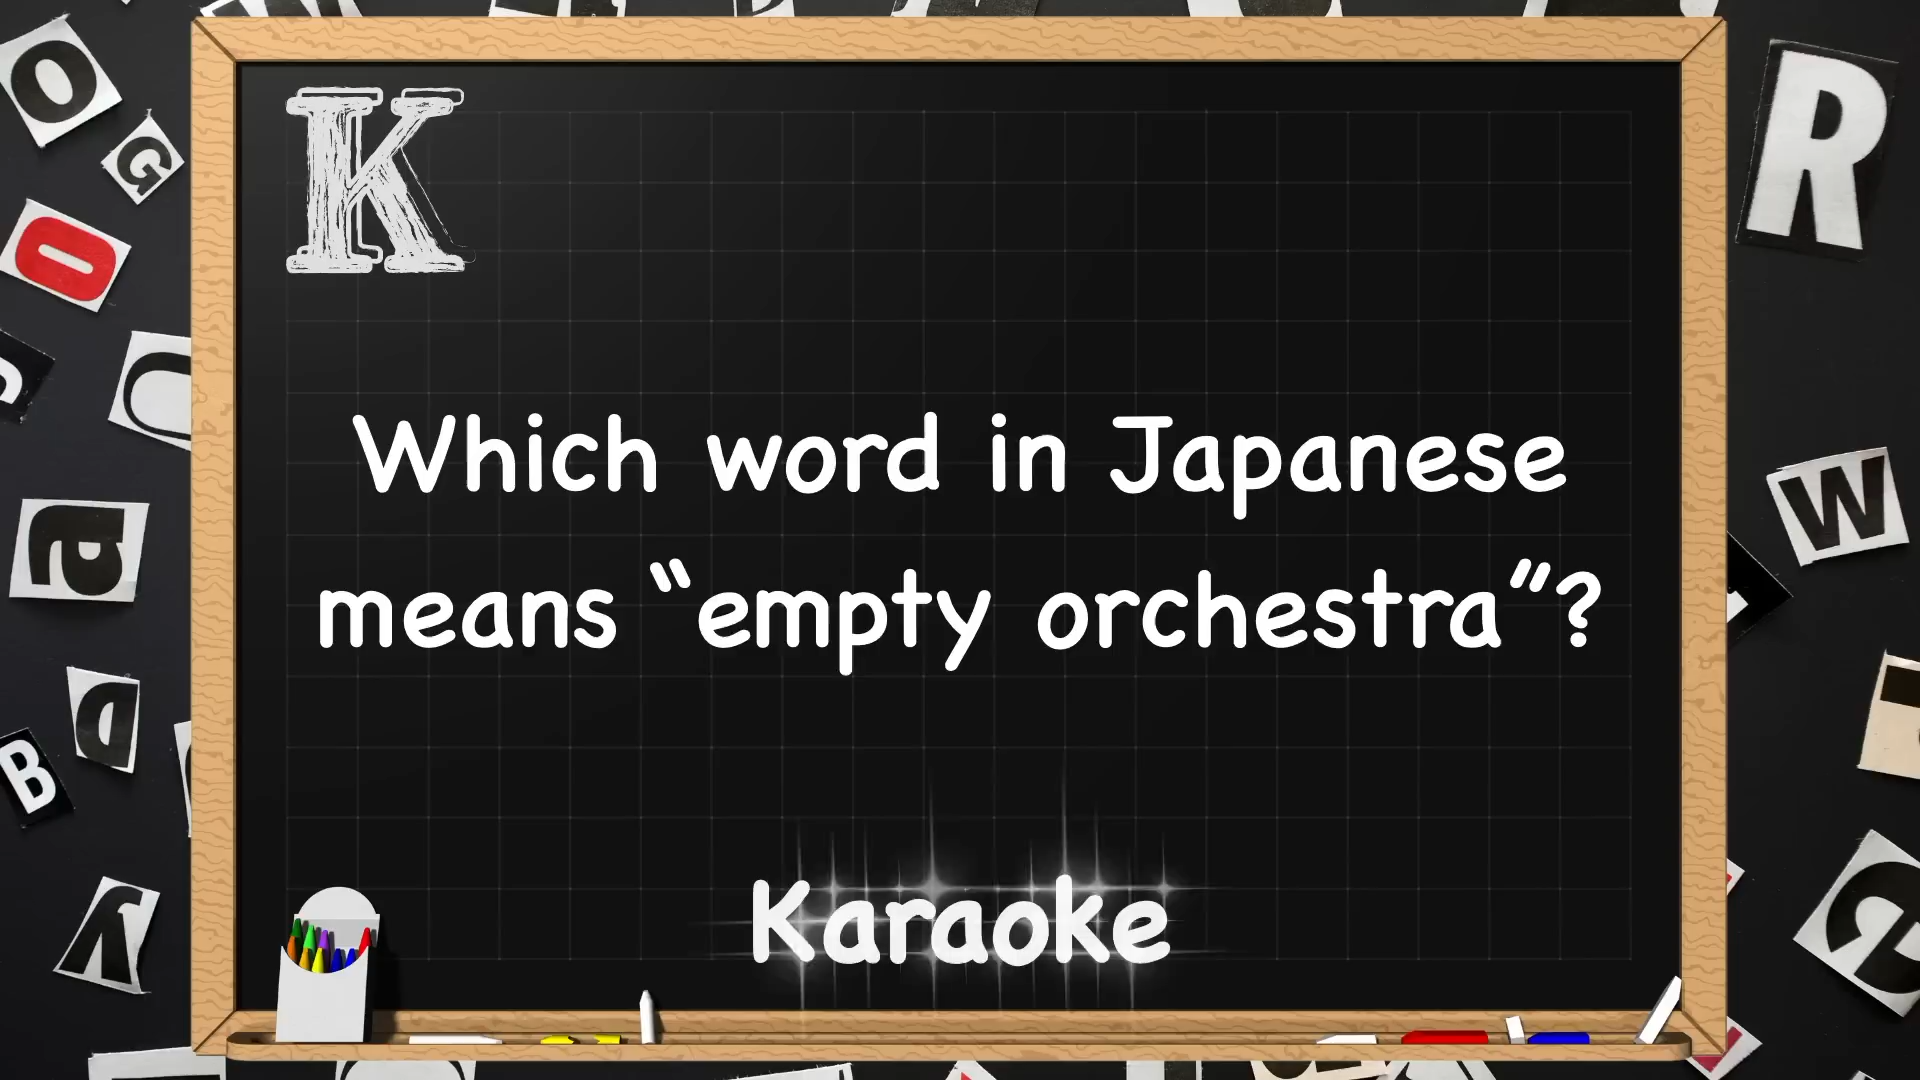 K
Which word in Japanese
means “empty orchestra”?
Karaoke
O
G
O
a
B
R
W